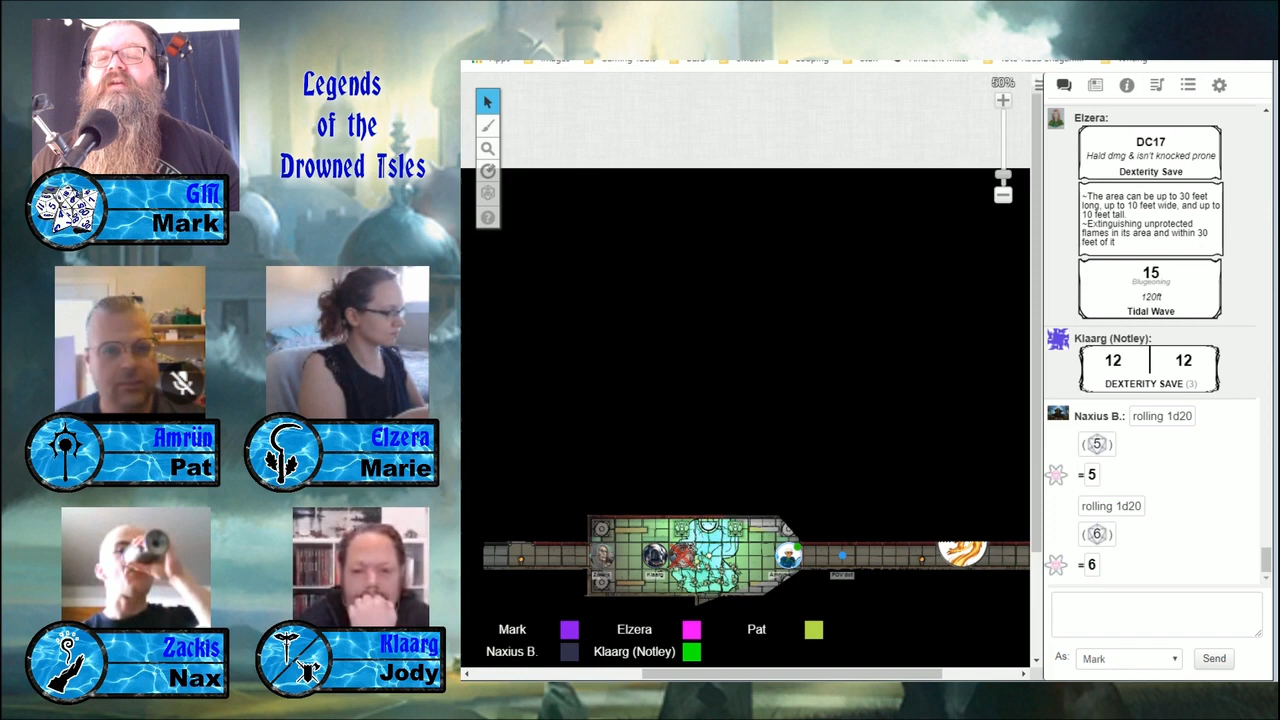 Legends
of the
Drowned Isles
GM
Mark
Amrün
Pat
Elzera
Marie
Zackis
Nax
Klaarg
Jody
50%
Elzera:
DC17
Hald dmg & isn't knocked prone
Dexterity Save
~The area can be up to 30 feet
long, up to 10 feet wide, and up to
10 feet tall.
~Extinguishing unprotected
flames in its area and within 30
feet of it
15
Blugeoning
120ft
Tidal Wave
Klaarg (Notley):
12 12
DEXTERITY SAVE (3)
Naxius B.: rolling 1d20
(5)
=5
rolling 1d20
(6)
=6
Klaarg
Mark Elzera Pat
Naxius B. Klaarg (Notley)
As: Mark Send